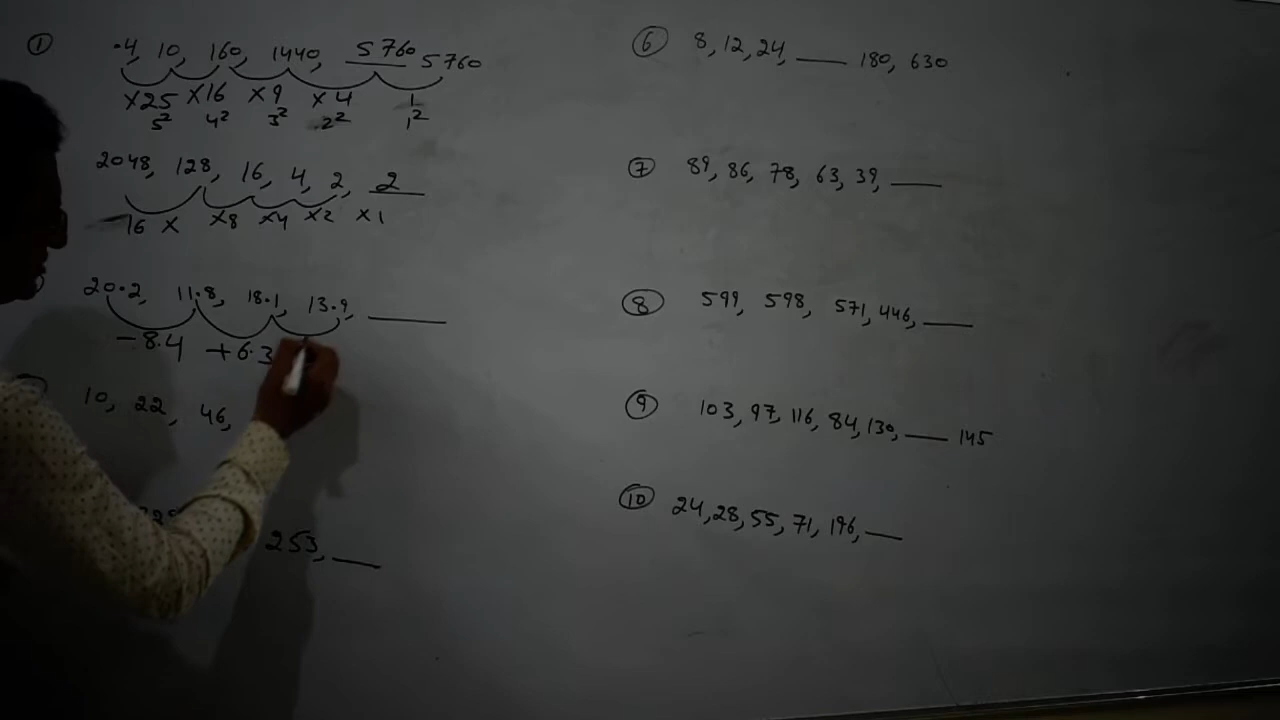 ① .4, 10, 160, 1440, 5760 5760
×25 ×16 ×9 ×4 1
5² 4² 3² 2² 1²
2048, 128, 16, 4, 2, 2
16 × ×8 ×4 ×2 ×1
20.2, 11.8, 18.1, 13.9, ____
-8.4 +6.3
10, 22, 46,
253, ____
⑥ 8, 12, 24, ____ 180, 630
⑦ 89, 86, 78, 63, 39, ____
⑧ 599, 598, 571, 446, ____
⑨ 103, 97, 116, 84, 130, ____ 145
⑩ 24, 28, 55, 71, 196, ____